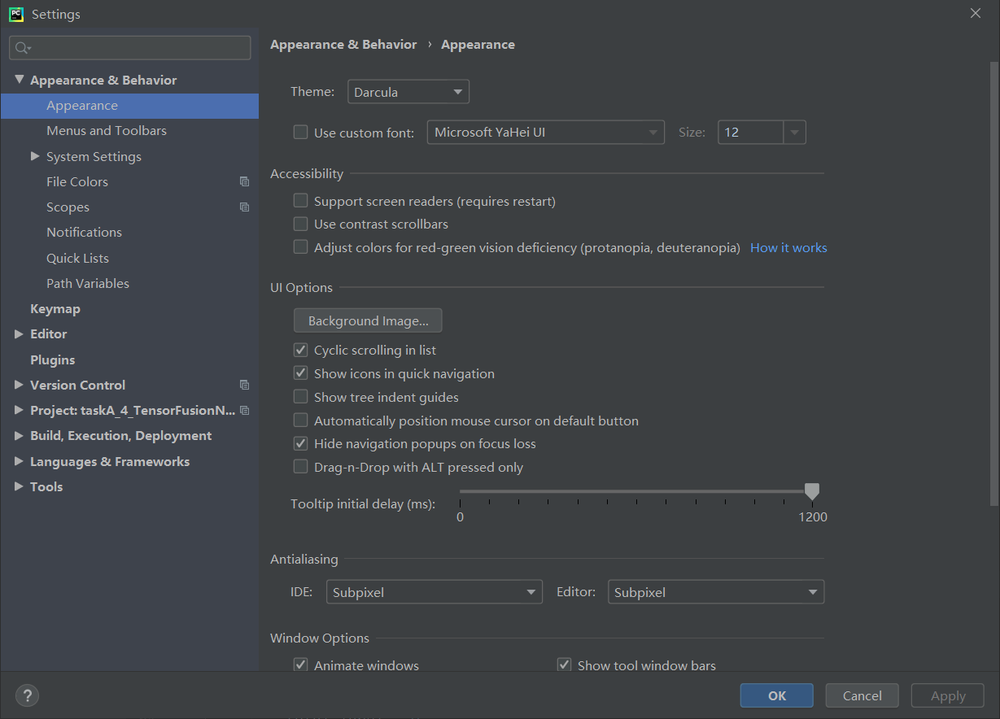 PC
Settings
Appearance & Behavior
Appearance
Menus and Toolbars
System Settings
File Colors
Scopes
Notifications
Quick Lists
Path Variables
Keymap
Editor
Plugins
Version Control
Project: taskA_4_TensorFusionN...
Build, Execution, Deployment
Languages & Frameworks
Tools
Appearance & Behavior › Appearance
Theme: Darcula
Use custom font: Microsoft YaHei UI Size: 12
Accessibility
Support screen readers (requires restart)
Use contrast scrollbars
Adjust colors for red-green vision deficiency (protanopia, deuteranopia) How it works
UI Options
Background Image...
Cyclic scrolling in list
Show icons in quick navigation
Show tree indent guides
Automatically position mouse cursor on default button
Hide navigation popups on focus loss
Drag-n-Drop with ALT pressed only
Tooltip initial delay (ms):
0 1200
Antialiasing
IDE: Subpixel Editor: Subpixel
Window Options
Animate windows Show tool window bars
? OK Cancel Apply